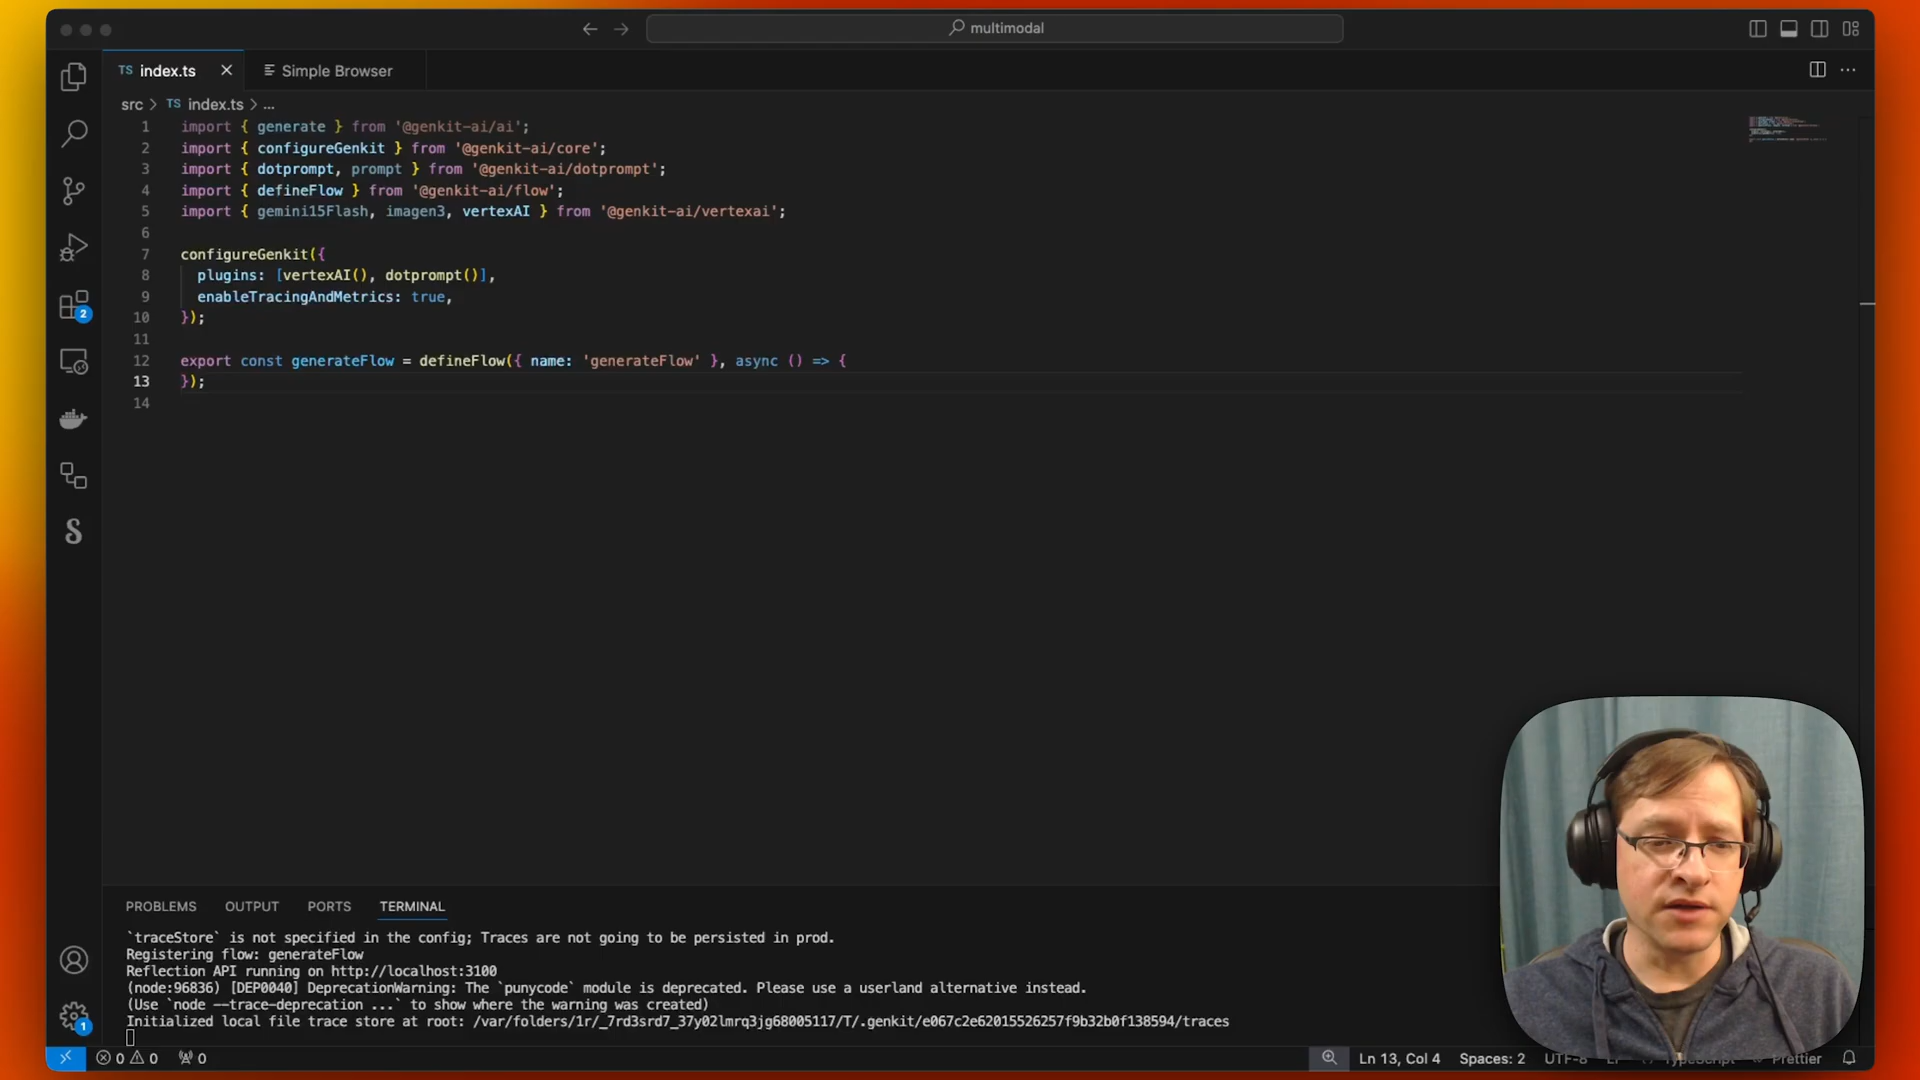 multimodal
TS index.ts
Simple Browser
src > TS index.ts > ...
1 import { generate } from '@genkit-ai/ai';
2 import { configureGenkit } from '@genkit-ai/core';
3 import { dotprompt, prompt } from '@genkit-ai/dotprompt';
4 import { defineFlow } from '@genkit-ai/flow';
5 import { gemini15Flash, imagen3, vertexAI } from '@genkit-ai/vertexai';
6
7 configureGenkit({
8 plugins: [vertexAI(), dotprompt()],
9 enableTracingAndMetrics: true,
10 });
11
12 export const generateFlow = defineFlow({ name: 'generateFlow' }, async () => {
13 });
14
2
S
1
PROBLEMS OUTPUT PORTS TERMINAL
`traceStore` is not specified in the config; Traces are not going to be persisted in prod.
Registering flow: generateFlow
Reflection API running on http://localhost:3100
(node:96836) [DEP0040] DeprecationWarning: The `punycode` module is deprecated. Please use a userland alternative instead.
(Use `node --trace-deprecation ...` to show where the warning was created)
Initialized local file trace store at root: /var/folders/1r/_7rd3srd7_37y02lmrq3jg68005117/T/.genkit/e067c2e62015526257f9b32b0f138594/traces
0 0 0
Ln 13, Col 4 Spaces: 2 UTF-8 LF TypeScript Prettier